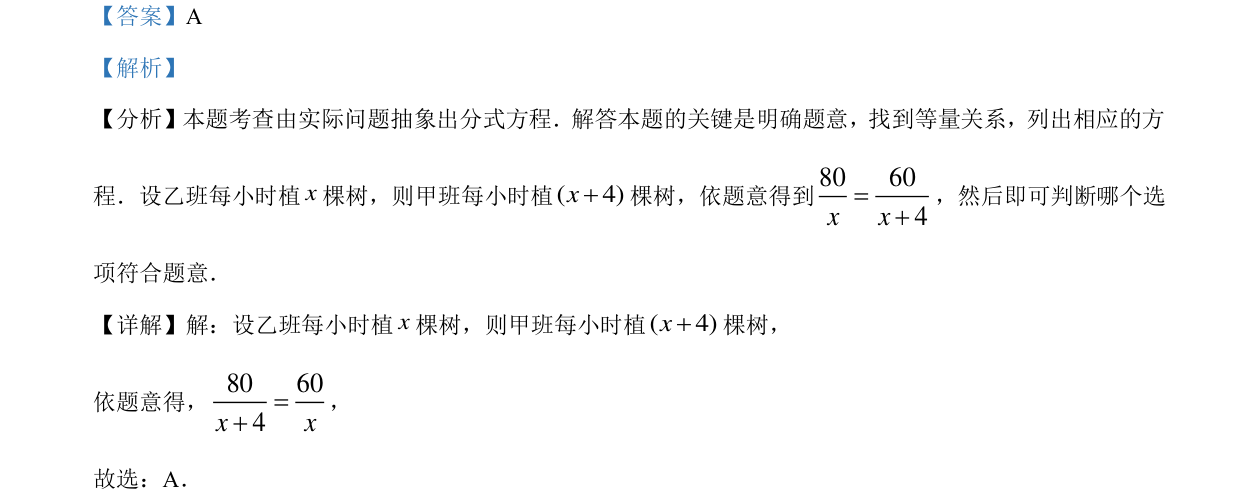 【答案】A
【解析】
【分析】本题考查由实际问题抽象出分式方程．解答本题的关键是明确题意，找到等量关系，列出相应的方
程．设乙班每小时植 x 棵树，则甲班每小时植 (x+4) 棵树，依题意得到 80/x = 60/(x+4)，然后即可判断哪个选
项符合题意．
【详解】解：设乙班每小时植 x 棵树，则甲班每小时植 (x+4) 棵树，
依题意得，80/(x+4) = 60/x，
故选：A．